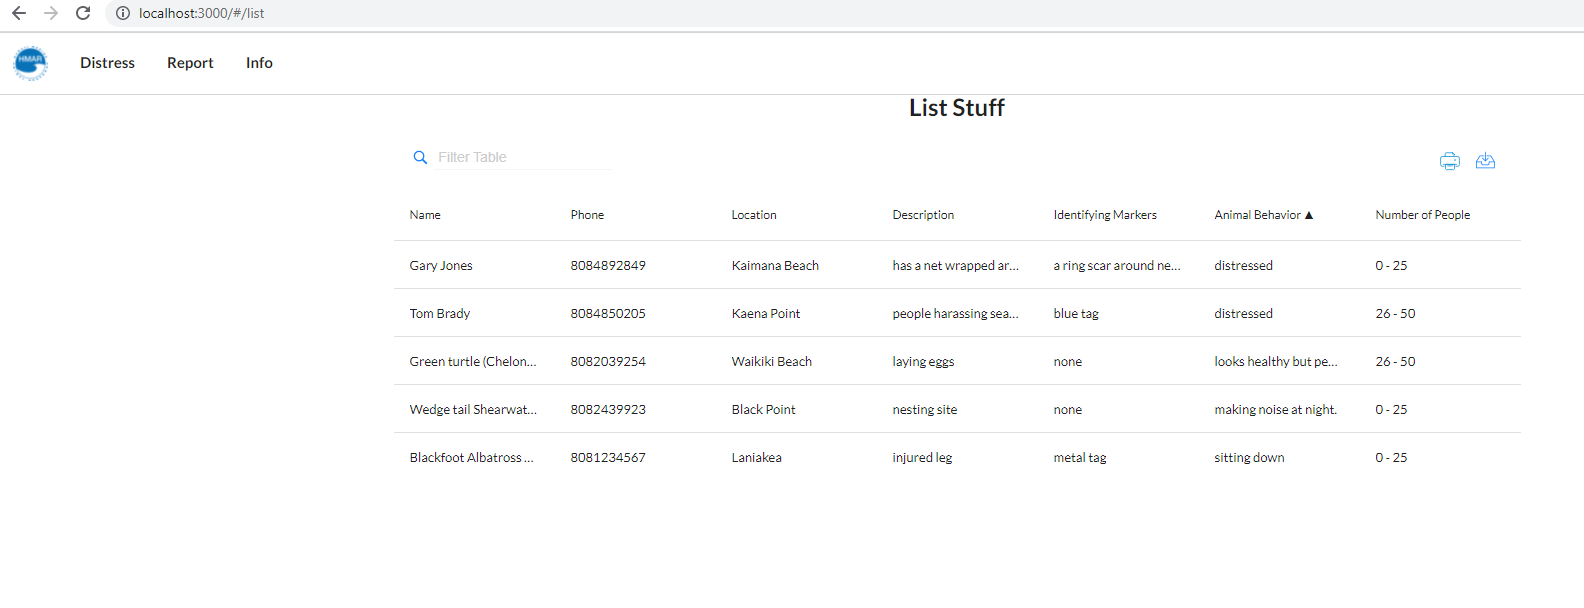 localhost:3000/#/list
HMAR Distress Report Info
List Stuff
Filter Table
Name Phone Location Description Identifying Markers Animal Behavior ▲ Number of People
Gary Jones 8084892849 Kaimana Beach has a net wrapped ar... a ring scar around ne... distressed 0 - 25
Tom Brady 8084850205 Kaena Point people harassing sea... blue tag distressed 26 - 50
Green turtle (Chelon... 8082039254 Waikiki Beach laying eggs none looks healthy but pe... 26 - 50
Wedge tail Shearwat... 8082439923 Black Point nesting site none making noise at night. 0 - 25
Blackfoot Albatross ... 8081234567 Laniakea injured leg metal tag sitting down 0 - 25